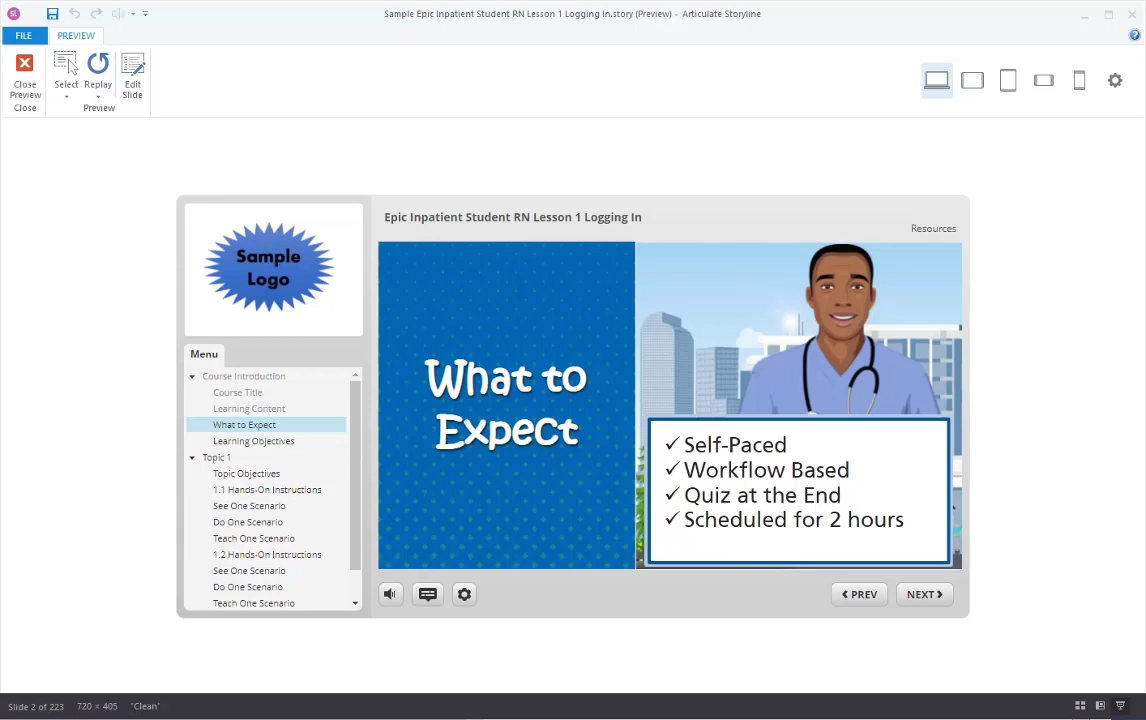 Sample Epic Inpatient Student RN Lesson 1 Logging In.story (Preview) - Articulate Storyline
FILE
PREVIEW
Close Preview
Select
Replay
Edit Slide
Close
Preview
Epic Inpatient Student RN Lesson 1 Logging In
Resources
Sample
Logo
Menu
Course Introduction
Course Title
Learning Content
What to Expect
Learning Objectives
Topic 1
Topic Objectives
1.1 Hands-On Instructions
See One Scenario
Do One Scenario
Teach One Scenario
1.2 Hands-On Instructions
See One Scenario
Do One Scenario
Teach One Scenario
What to
Expect
✓ Self-Paced
✓ Workflow Based
✓ Quiz at the End
✓ Scheduled for 2 hours
PREV
NEXT
Slide 2 of 223
720 × 405
"Clean"